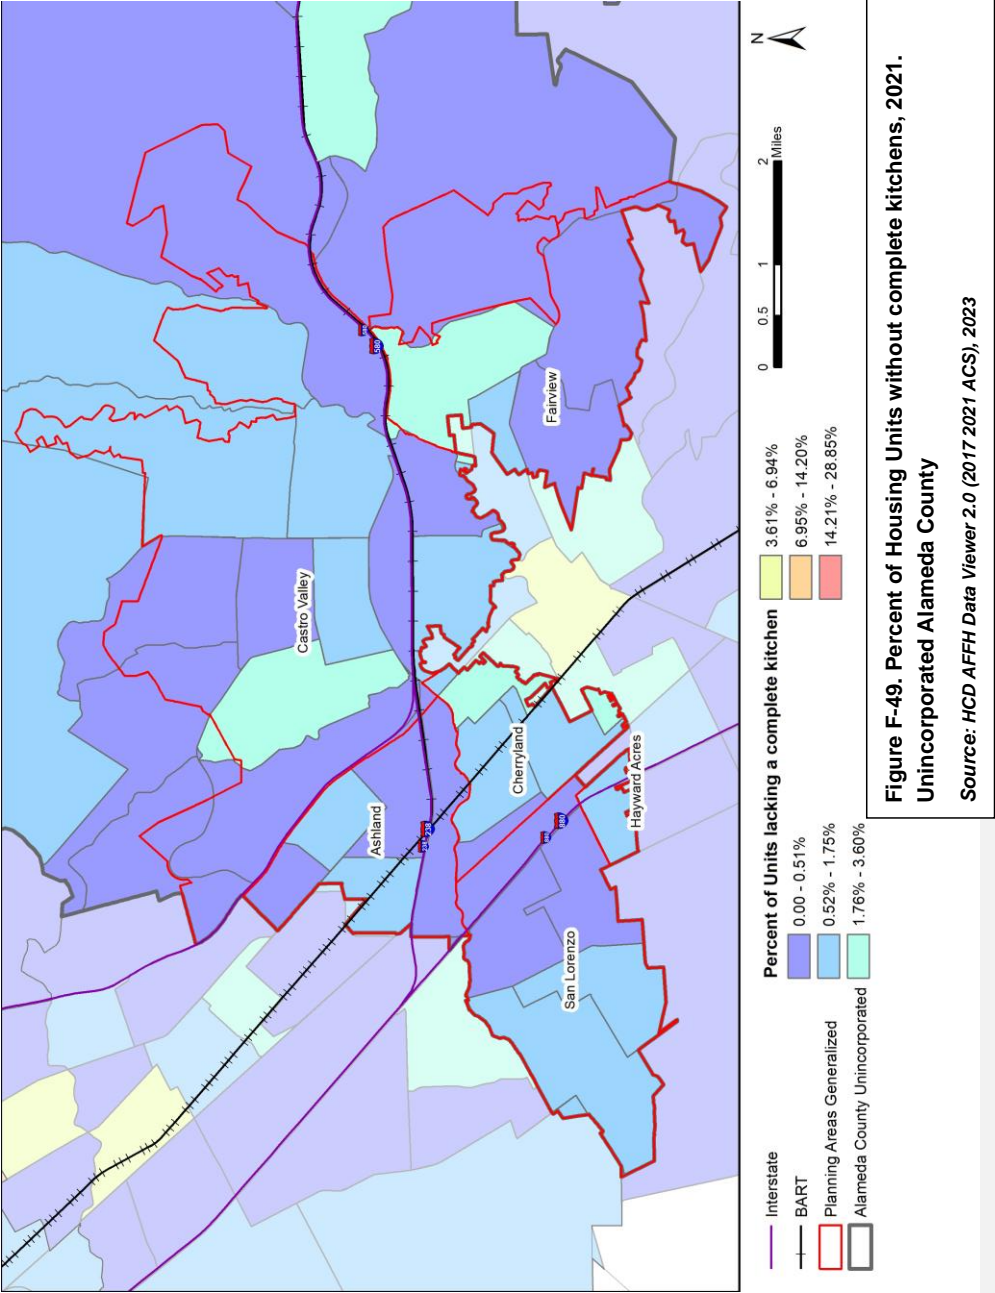 Castro Valley
Ashland
Cherryland
Fairview
Hayward Acres
San Lorenzo
580
238
880
N
0
0.5
1
2
Miles
Interstate
BART
Planning Areas Generalized
Alameda County Unincorporated
Percent of Units lacking a complete kitchen
0.00 - 0.51%
0.52% - 1.75%
1.76% - 3.60%
3.61% - 6.94%
6.95% - 14.20%
14.21% - 28.85%
Figure F-49. Percent of Housing Units without complete kitchens, 2021.
Unincorporated Alameda County
Source: HCD AFFH Data Viewer 2.0 (2017 2021 ACS), 2023